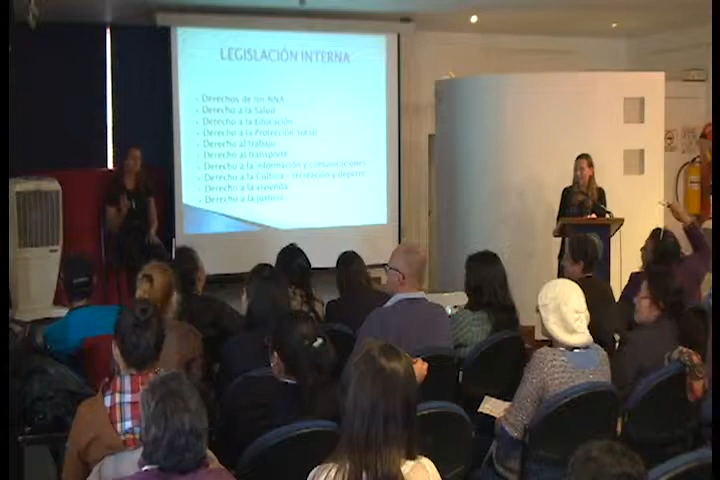 LEGISLACIÓN INTERNA
- Derechos de los NNA
- Derecho a la Salud
- Derecho a la Educación
- Derecho a la Protección social
- Derecho al trabajo
- Derecho al transporte
- Derecho a la información y comunicaciones
- Derecho a la Cultura – recreación y deporte
- Derecho a la vivienda
- Derecho a la justicia